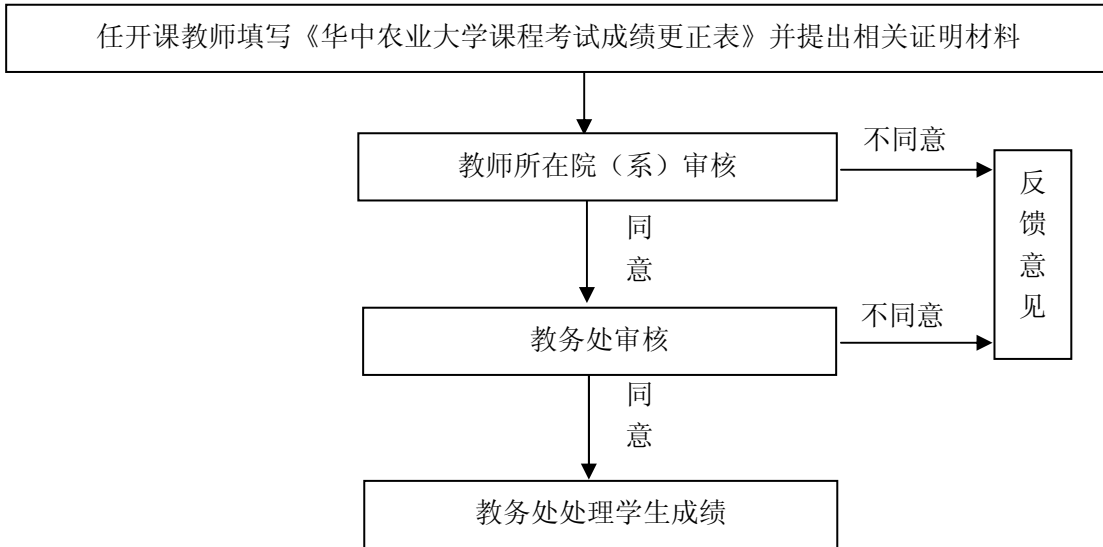 任开课教师填写《华中农业大学课程考试成绩更正表》并提出相关证明材料
教师所在院（系）审核
不同意
反
馈
意
见
同
意
教务处审核
不同意
同
意
教务处处理学生成绩